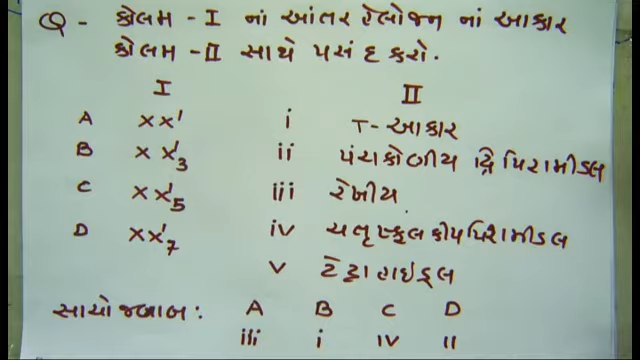 Q - કોલમ - I નાં આંતર હેલોજન નાં આકાર
કોલમ - II સાથે પસંદ કરો.
I II
A XX' i T - આકાર
B XX'3 ii પંચકોણીય દ્વિ પિરામીડલ
C XX'5 iii રેખીય
D XX'7 iv ચતુષ્ફલકીય પિરામીડલ
v ટેટ્રાહાઇડ્રલ
સાચો જવાબ : A B C D
iii i iv II